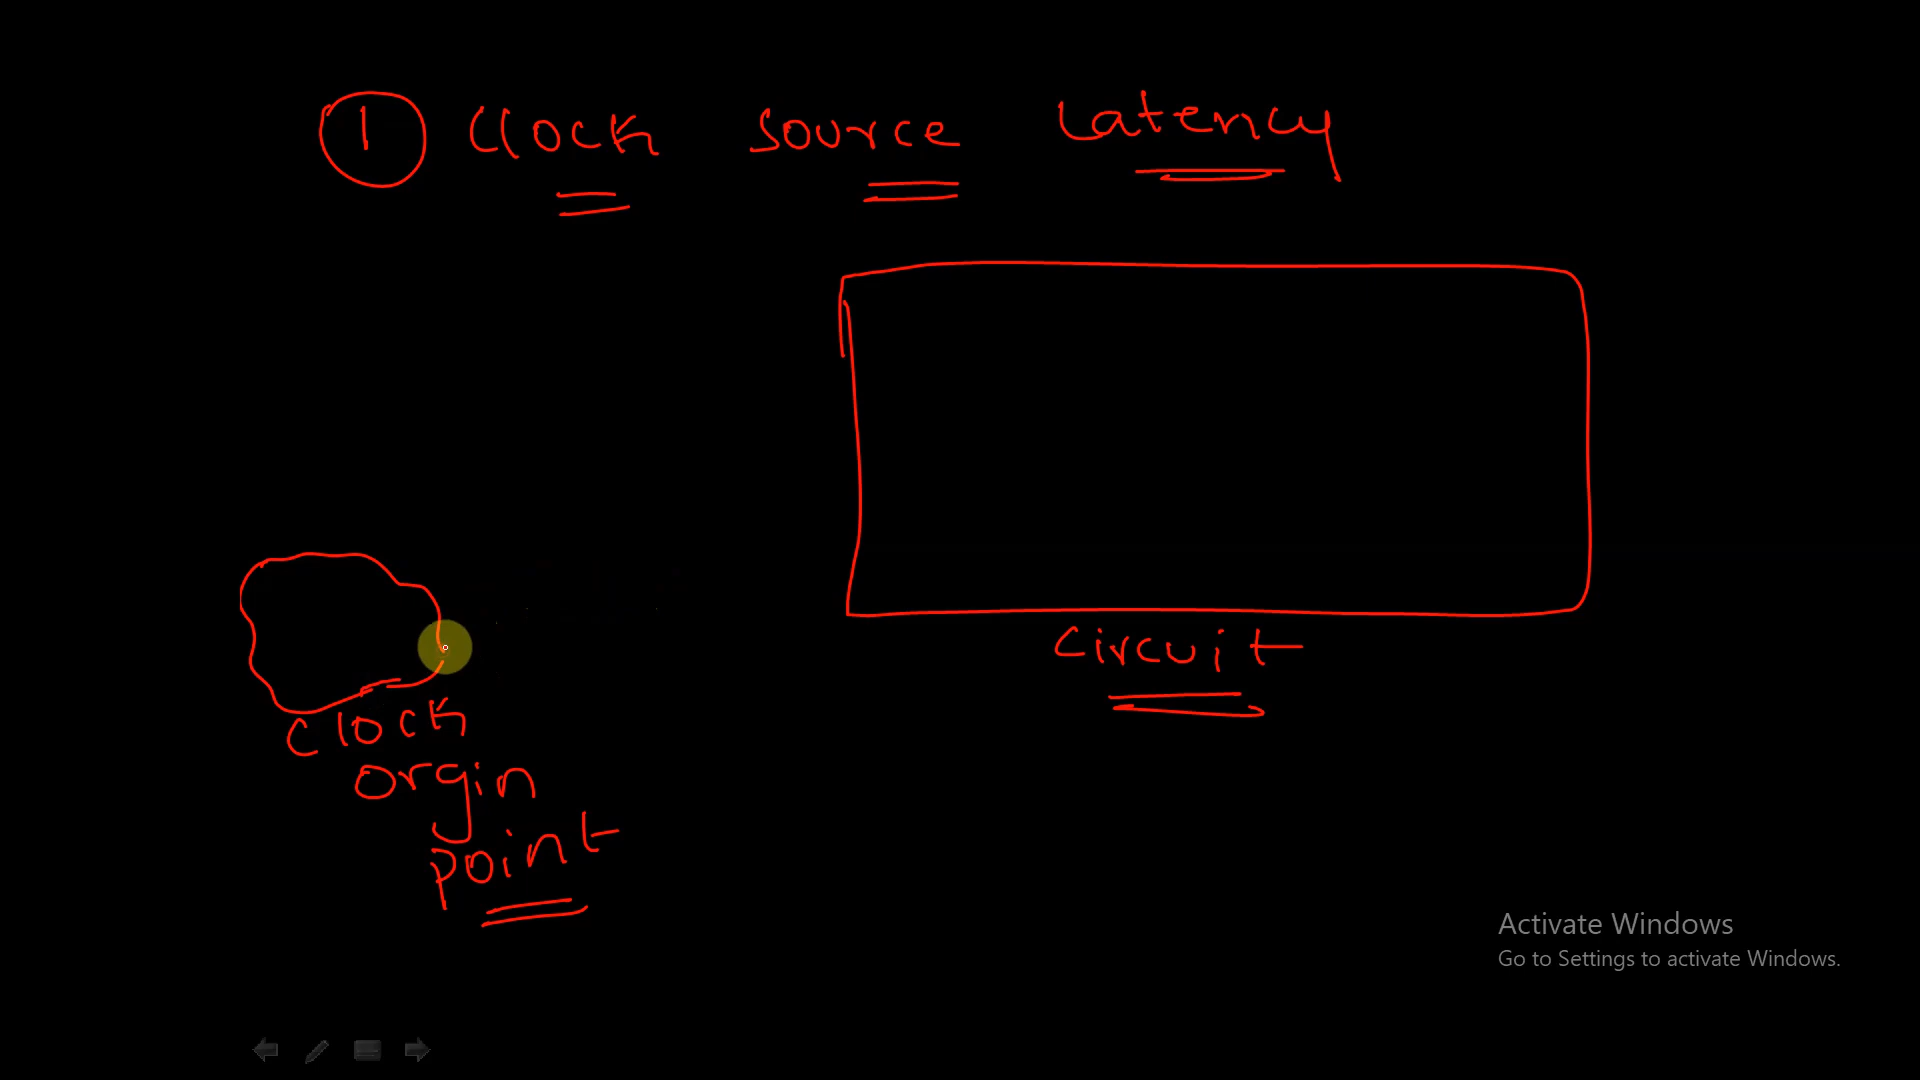 1 Clock source Latency
Circuit
Clock
orgin
point
Activate Windows
Go to Settings to activate Windows.